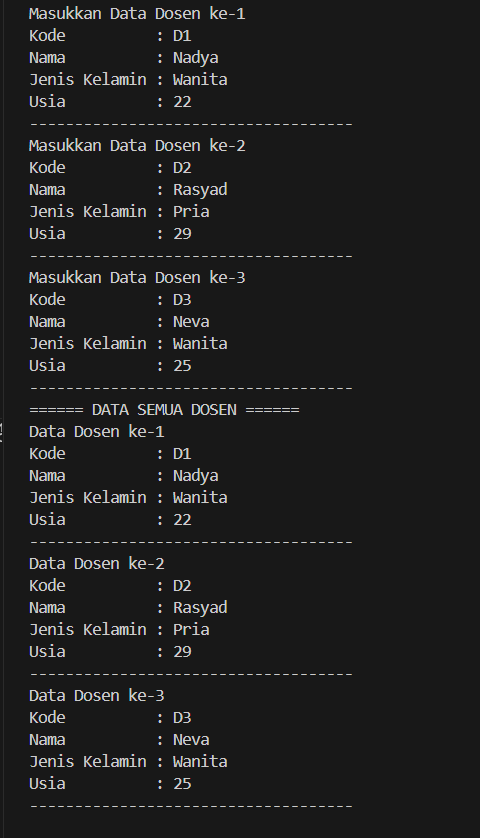 Masukkan Data Dosen ke-1
Kode          : D1
Nama          : Nadya
Jenis Kelamin : Wanita
Usia          : 22
------------------------------------
Masukkan Data Dosen ke-2
Kode          : D2
Nama          : Rasyad
Jenis Kelamin : Pria
Usia          : 29
------------------------------------
Masukkan Data Dosen ke-3
Kode          : D3
Nama          : Neva
Jenis Kelamin : Wanita
Usia          : 25
------------------------------------
====== DATA SEMUA DOSEN ======
Data Dosen ke-1
Kode          : D1
Nama          : Nadya
Jenis Kelamin : Wanita
Usia          : 22
------------------------------------
Data Dosen ke-2
Kode          : D2
Nama          : Rasyad
Jenis Kelamin : Pria
Usia          : 29
------------------------------------
Data Dosen ke-3
Kode          : D3
Nama          : Neva
Jenis Kelamin : Wanita
Usia          : 25
------------------------------------